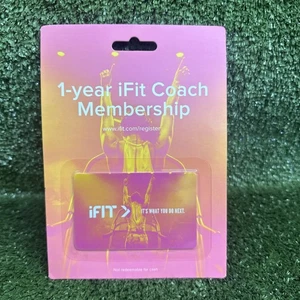 1-year iFit Coach
Membership
www.ifit.com/register
iFIT > IT'S WHAT YOU DO NEXT.